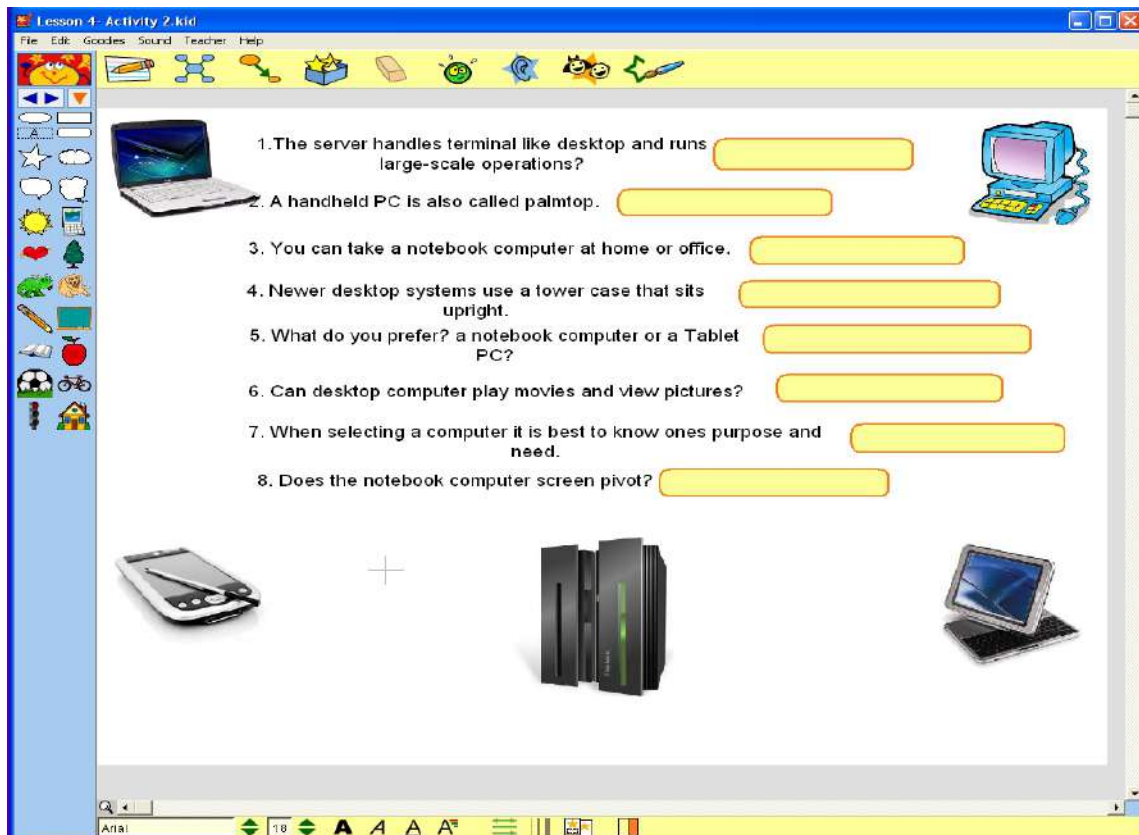 Lesson 4- Activity 2.kid
File Edit Goodies Sound Teacher Help
A
1.The server handles terminal like desktop and runs
large-scale operations?
2. A handheld PC is also called palmtop.
3. You can take a notebook computer at home or office.
4. Newer desktop systems use a tower case that sits
upright.
5. What do you prefer? a notebook computer or a Tablet
PC?
6. Can desktop computer play movies and view pictures?
7. When selecting a computer it is best to know ones purpose and
need.
8. Does the notebook computer screen pivot?
Arial 18 A A A A